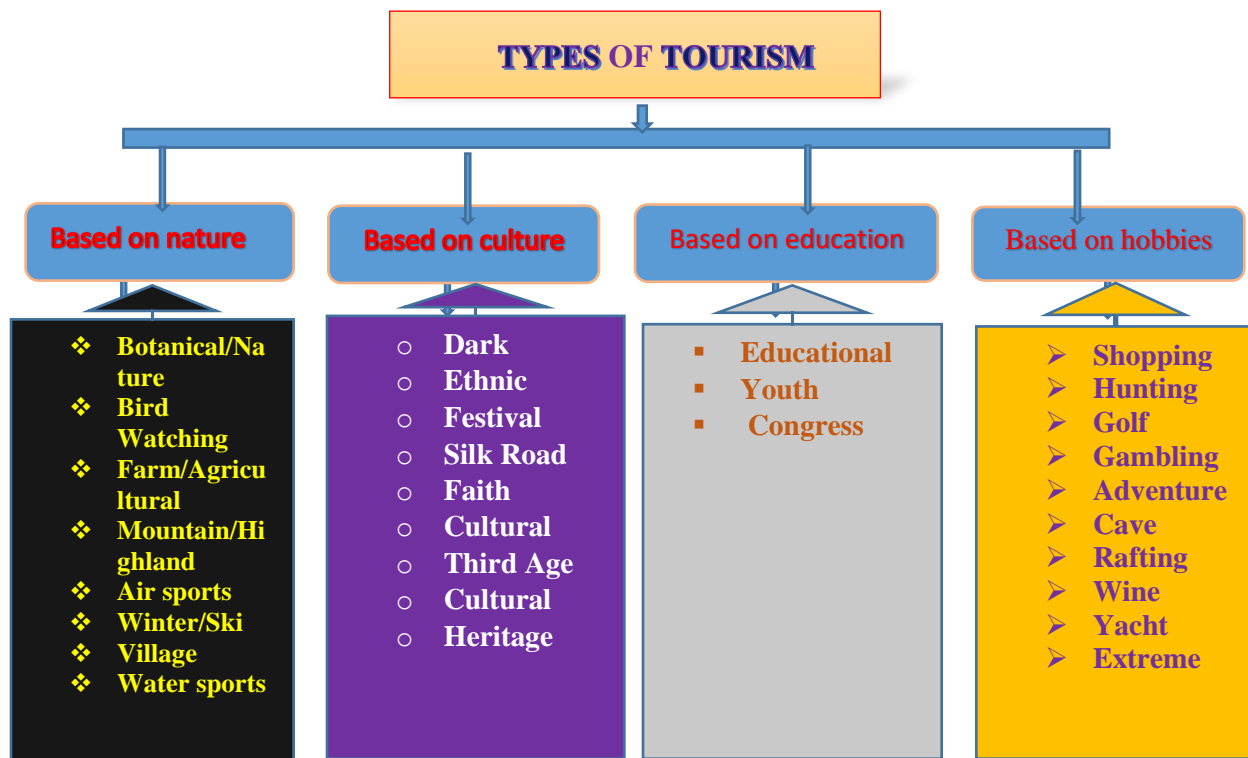 TYPES OF TOURISM
Based on nature
Based on culture
Based on education
Based on hobbies
❖ Botanical/Na
ture
❖ Bird
Watching
❖ Farm/Agricu
ltural
❖ Mountain/Hi
ghland
❖ Air sports
❖ Winter/Ski
❖ Village
❖ Water sports
o Dark
o Ethnic
o Festival
o Silk Road
o Faith
o Cultural
o Third Age
o Cultural
o Heritage
▪ Educational
▪ Youth
▪ Congress
➢ Shopping
➢ Hunting
➢ Golf
➢ Gambling
➢ Adventure
➢ Cave
➢ Rafting
➢ Wine
➢ Yacht
➢ Extreme